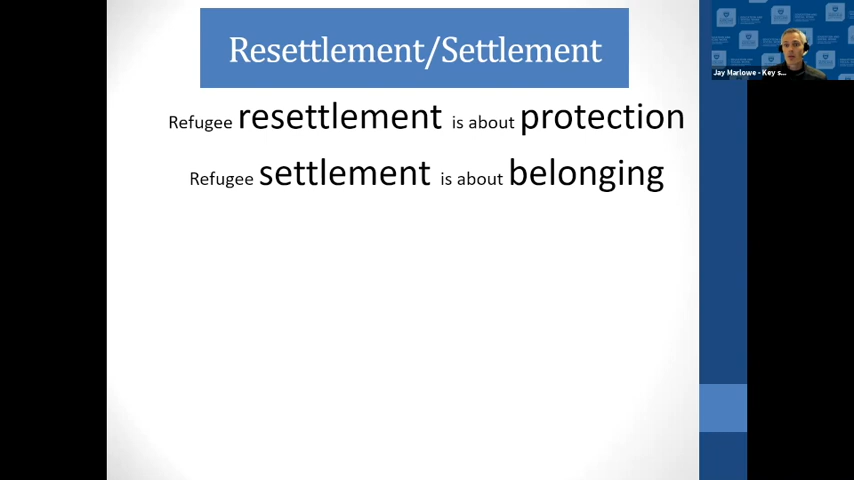 Resettlement/Settlement
Refugee resettlement is about protection
Refugee settlement is about belonging
Jay Marlowe - Key s...